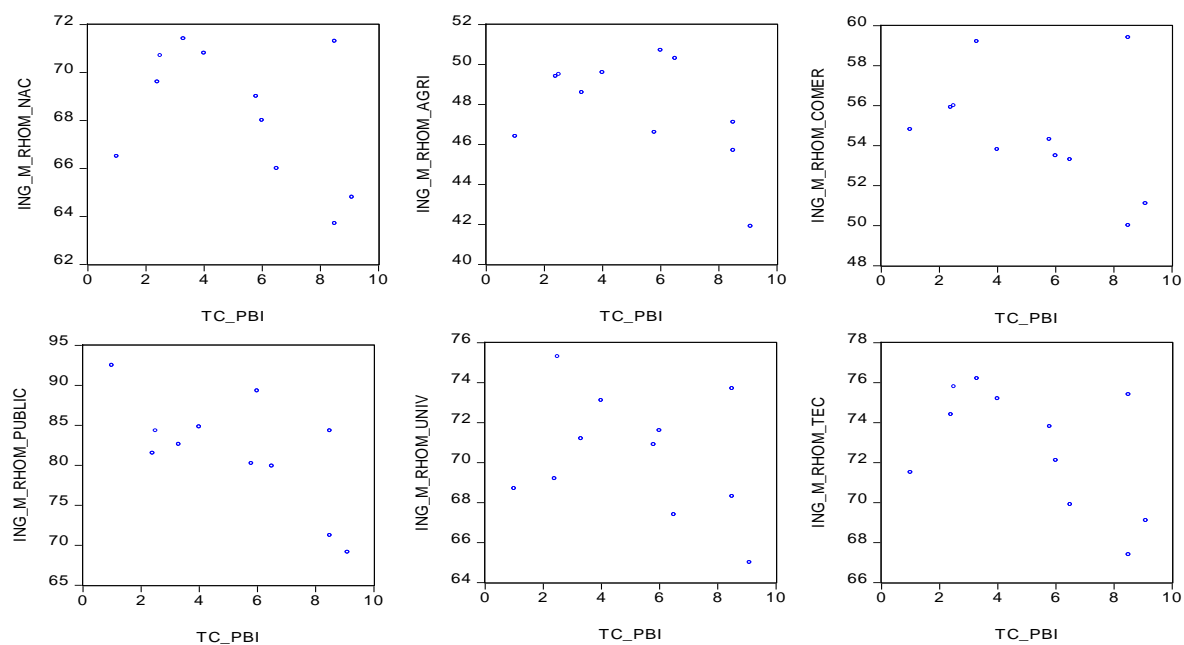 72
70
68
66
64
62
ING_M_RHOM_NAC
0 2 4 6 8 10
TC_PBI
52
50
48
46
44
42
40
ING_M_RHOM_AGRI
0 2 4 6 8 10
TC_PBI
60
58
56
54
52
50
48
ING_M_RHOM_COMER
0 2 4 6 8 10
TC_PBI
95
90
85
80
75
70
65
ING_M_RHOM_PUBLIC
0 2 4 6 8 10
TC_PBI
76
74
72
70
68
66
64
ING_M_RHOM_UNIV
0 2 4 6 8 10
TC_PBI
78
76
74
72
70
68
66
ING_M_RHOM_TEC
0 2 4 6 8 10
TC_PBI